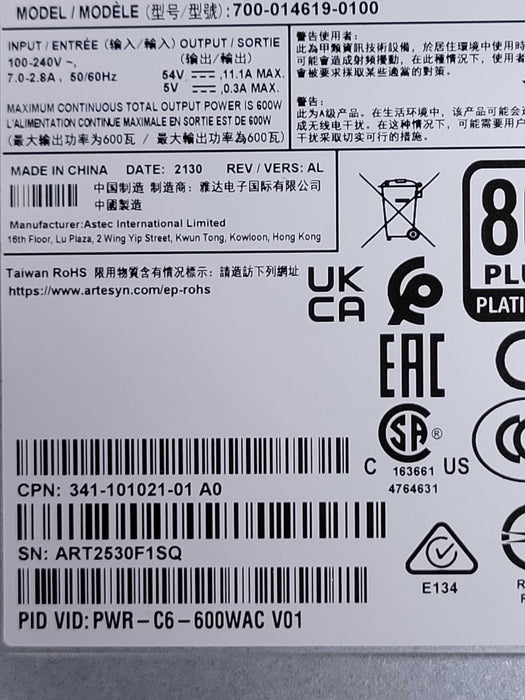 MODEL / MODÈLE (型号/型號): 700-014619-0100
INPUT / ENTRÉE (输入/輸入) OUTPUT / SORTIE
100-240V ~, (输出/輸出)
7.0-2.8A, 50/60Hz 54V ⎓, 11.1A MAX.
5V ⎓, 0.3A MAX.
MAXIMUM CONTINUOUS TOTAL OUTPUT POWER IS 600W
L'ALIMENTATION CONTINUE MAXIMALE EN SORTIE EST DE 600W
(最大输出功率为600瓦 / 最大輸出功率為600瓦)
警告使用者:
此為甲類資訊技術設備, 於居住環境中使用時
可能會造成射頻擾動, 在此種情況下, 使用者
會被要求採取某些適當的對策。
警告:
此为A级产品。在生活环境中, 该产品可能会造
成无线电干扰。在这种情况下, 可能需要用户
干扰采取切实可行的措施。
MADE IN CHINA DATE: 2130 REV / VERS: AL
中国制造 制造商: 雅达电子国际有限公司
中國製造
Manufacturer:Astec International Limited
16th Floor, Lu Plaza, 2 Wing Yip Street, Kwun Tong, Kowloon, Hong Kong
Taiwan RoHS 限用物質含有情況標示: 請造訪下列網址
https://www.artesyn.com/ep-rohs
UK
CA
8
PLU
PLATI
EAC
SA ®
C 163661 US
4764631
CPN: 341-101021-01 A0
SN: ART2530F1SQ
E134
R
PID VID: PWR-C6-600WAC V01